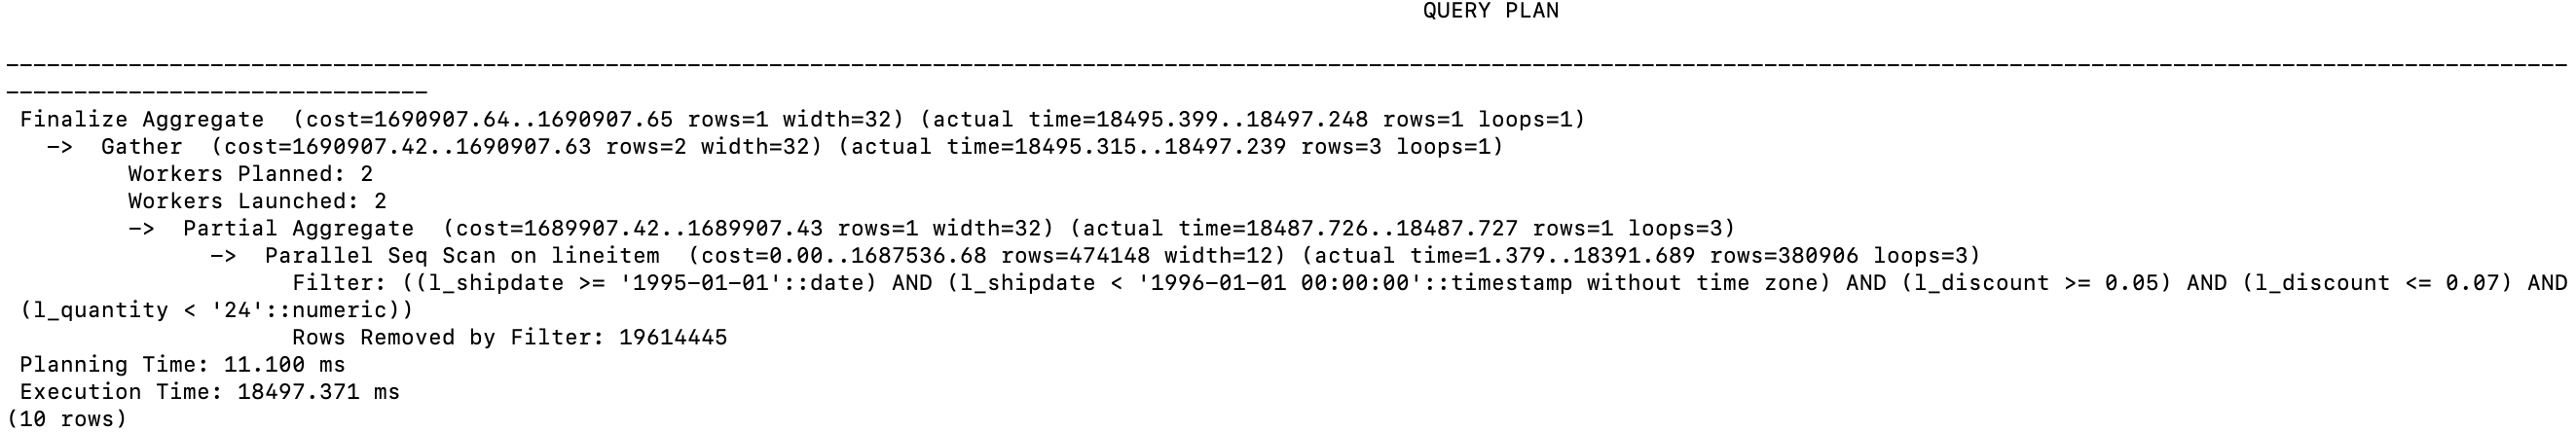 QUERY PLAN
--------------------------------------------------------------------------------------------------------------------------------------------------------------------------------------------
-------------------------------
Finalize Aggregate  (cost=1690907.64..1690907.65 rows=1 width=32) (actual time=18495.399..18497.248 rows=1 loops=1)
->  Gather  (cost=1690907.42..1690907.63 rows=2 width=32) (actual time=18495.315..18497.239 rows=3 loops=1)
Workers Planned: 2
Workers Launched: 2
->  Partial Aggregate  (cost=1689907.42..1689907.43 rows=1 width=32) (actual time=18487.726..18487.727 rows=1 loops=3)
->  Parallel Seq Scan on lineitem  (cost=0.00..1687536.68 rows=474148 width=12) (actual time=1.379..18391.689 rows=380906 loops=3)
Filter: ((l_shipdate >= '1995-01-01'::date) AND (l_shipdate < '1996-01-01 00:00:00'::timestamp without time zone) AND (l_discount >= 0.05) AND (l_discount <= 0.07) AND
(l_quantity < '24'::numeric))
Rows Removed by Filter: 19614445
Planning Time: 11.100 ms
Execution Time: 18497.371 ms
(10 rows)